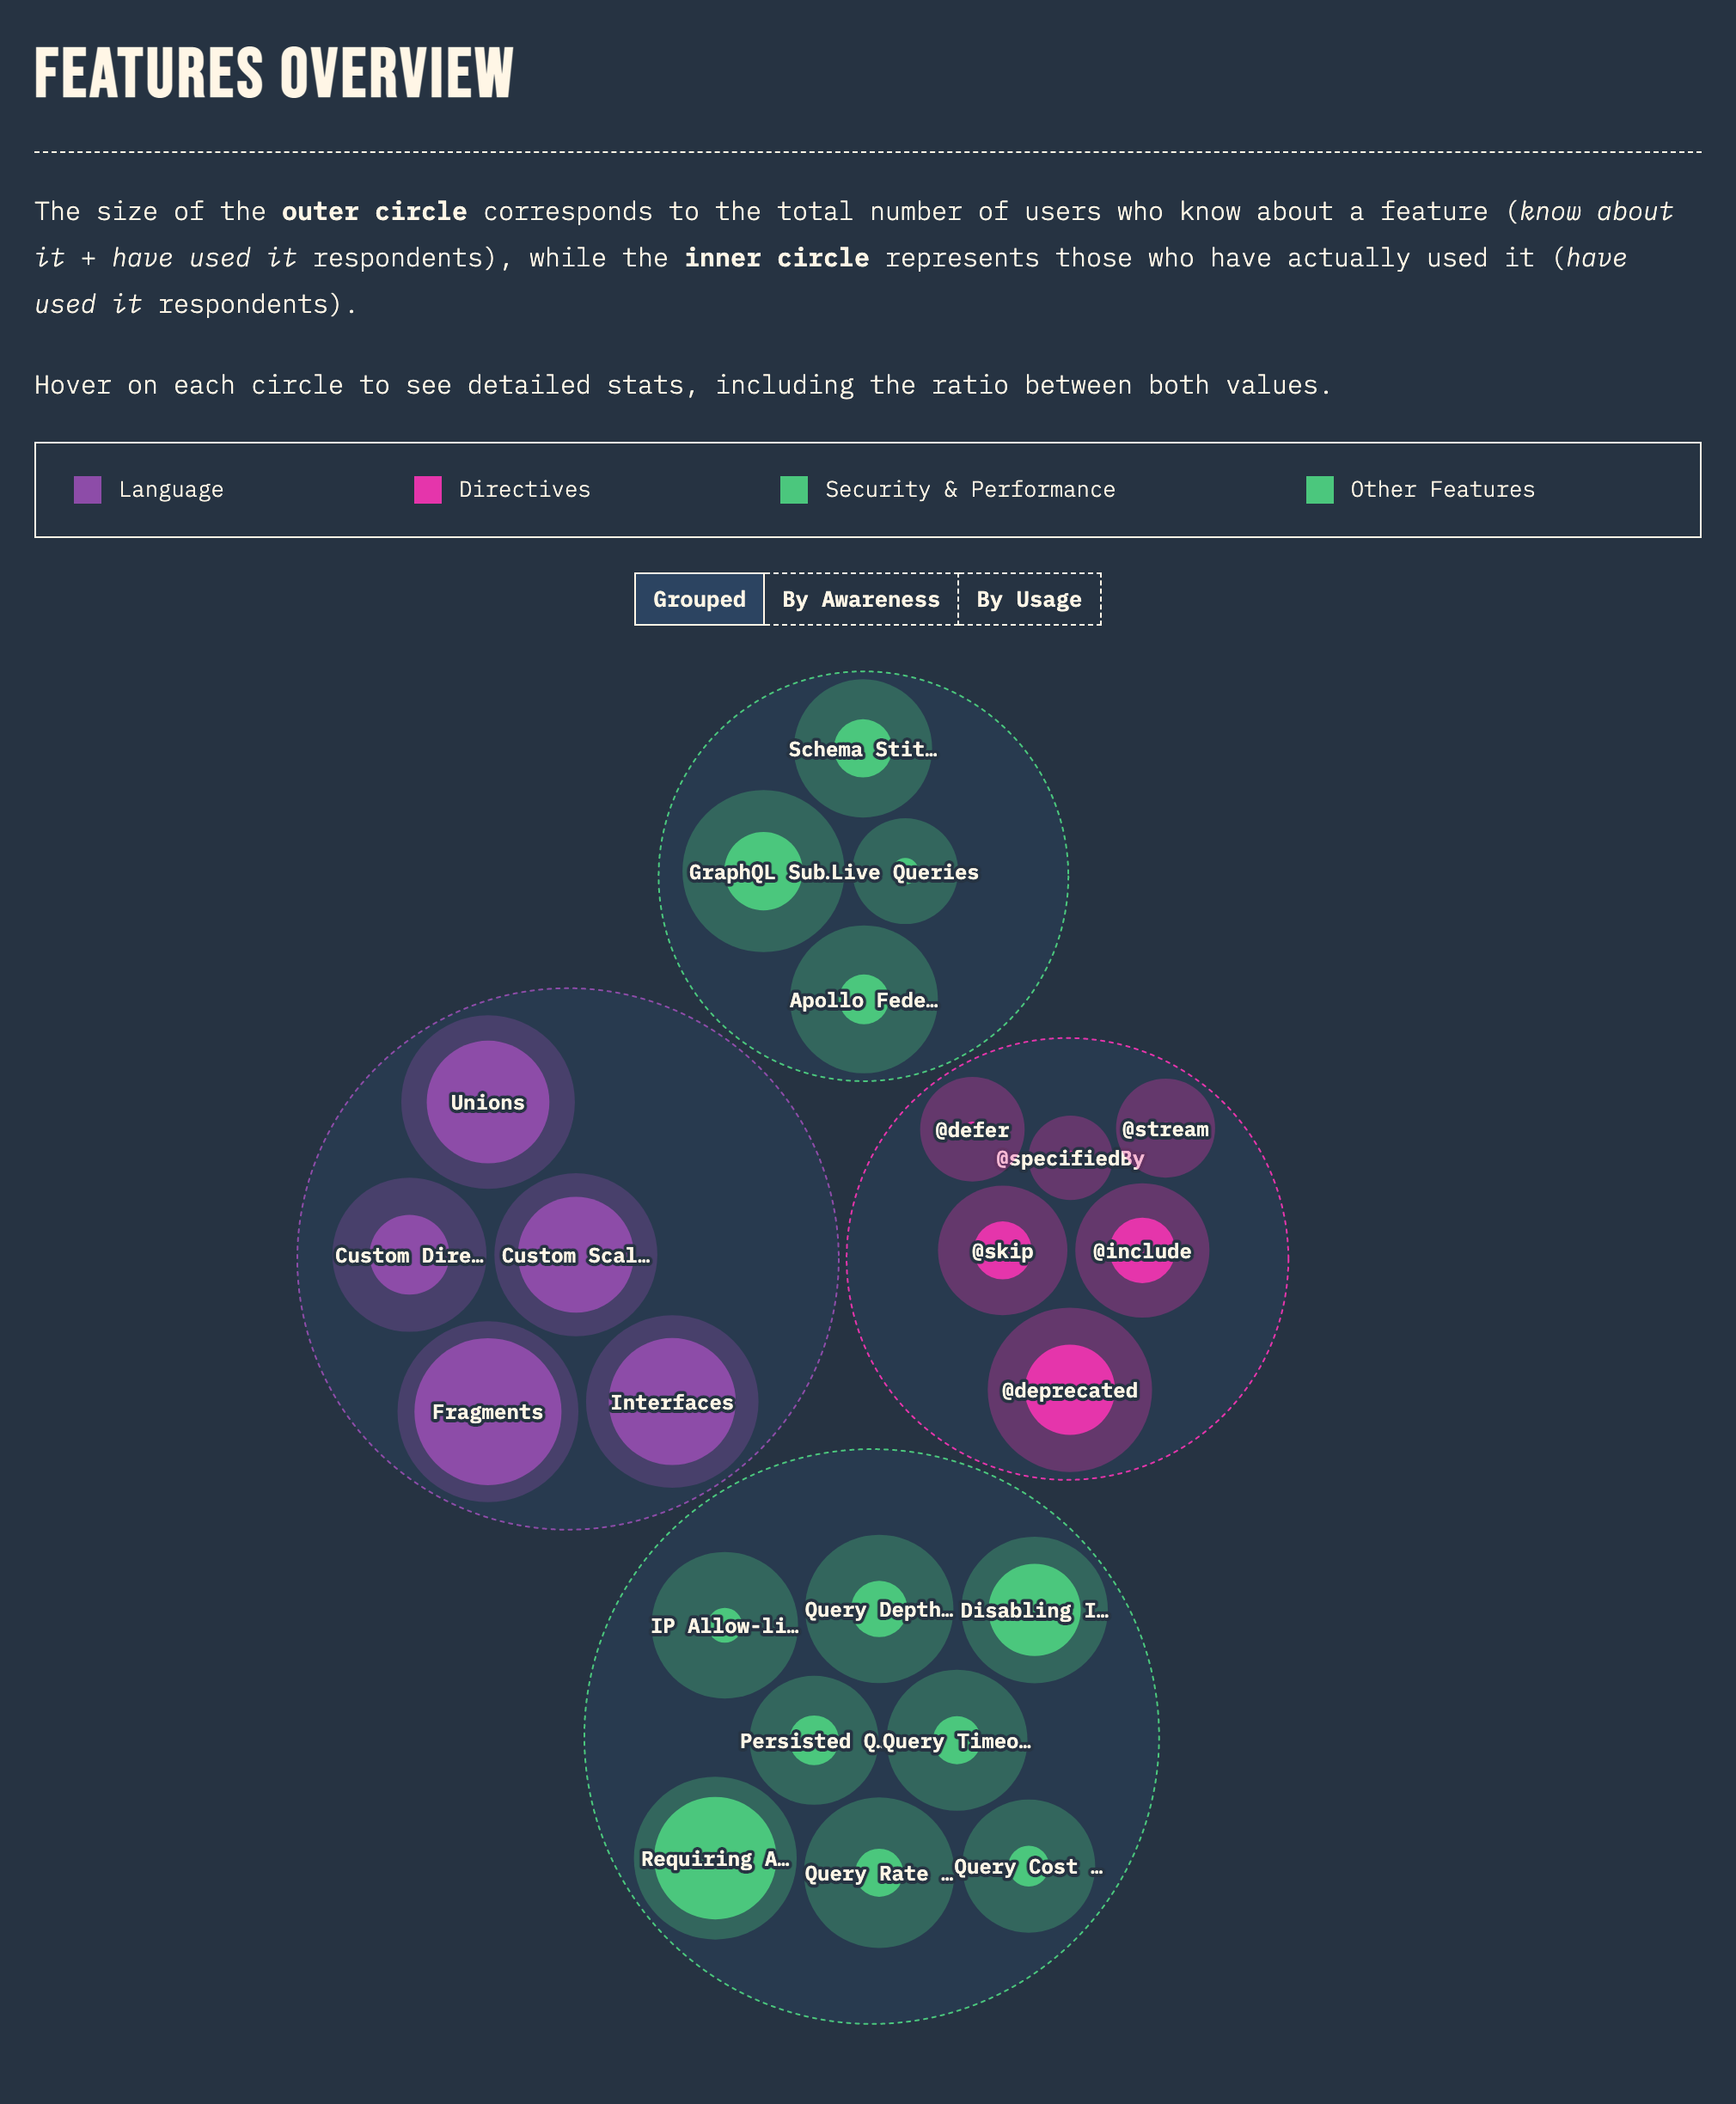 FEATURES OVERVIEW
The size of the outer circle corresponds to the total number of users who know about a feature (know about
it + have used it respondents), while the inner circle represents those who have actually used it (have
used it respondents).
Hover on each circle to see detailed stats, including the ratio between both values.
Language
Directives
Security & Performance
Other Features
Grouped
By Awareness
By Usage
Schema Stit…
GraphQL Sub…
Live Queries
Apollo Fede…
Unions
Custom Dire…
Custom Scal…
Fragments
Interfaces
@defer
@specifiedBy
@stream
@skip
@include
@deprecated
IP Allow-li…
Query Depth…
Disabling I…
Persisted Q…
Query Timeo…
Requiring A…
Query Rate …
Query Cost …